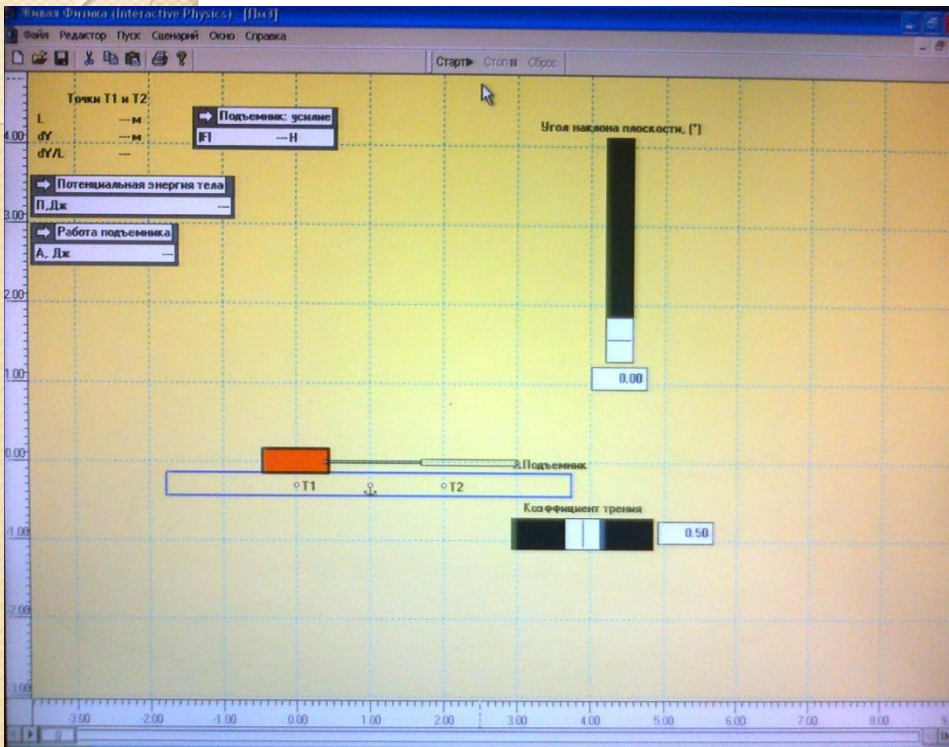 Живая Физика (Interactive Physics) - [Пм3]
Файл Редактор Пуск Сценарий Окно Справка
Старт Стоп Сброс
Точки Т1 и Т2
L ---м
dY ---м
dY/L ---
Подъемник: усилие
|F| ---Н
Угол наклона плоскости, (°)
Потенциальная энергия тела
П,Дж ---
Работа подъемника
А, Дж ---
0.00
Подъемник
Т1 Т2
Коэффициент трения
0.50
4.00
3.00
2.00
1.00
0.00
-1.00
-2.00
-3.00
-3.00 -2.00 -1.00 0.00 1.00 2.00 3.00 4.00 5.00 6.00 7.00 8.00
0